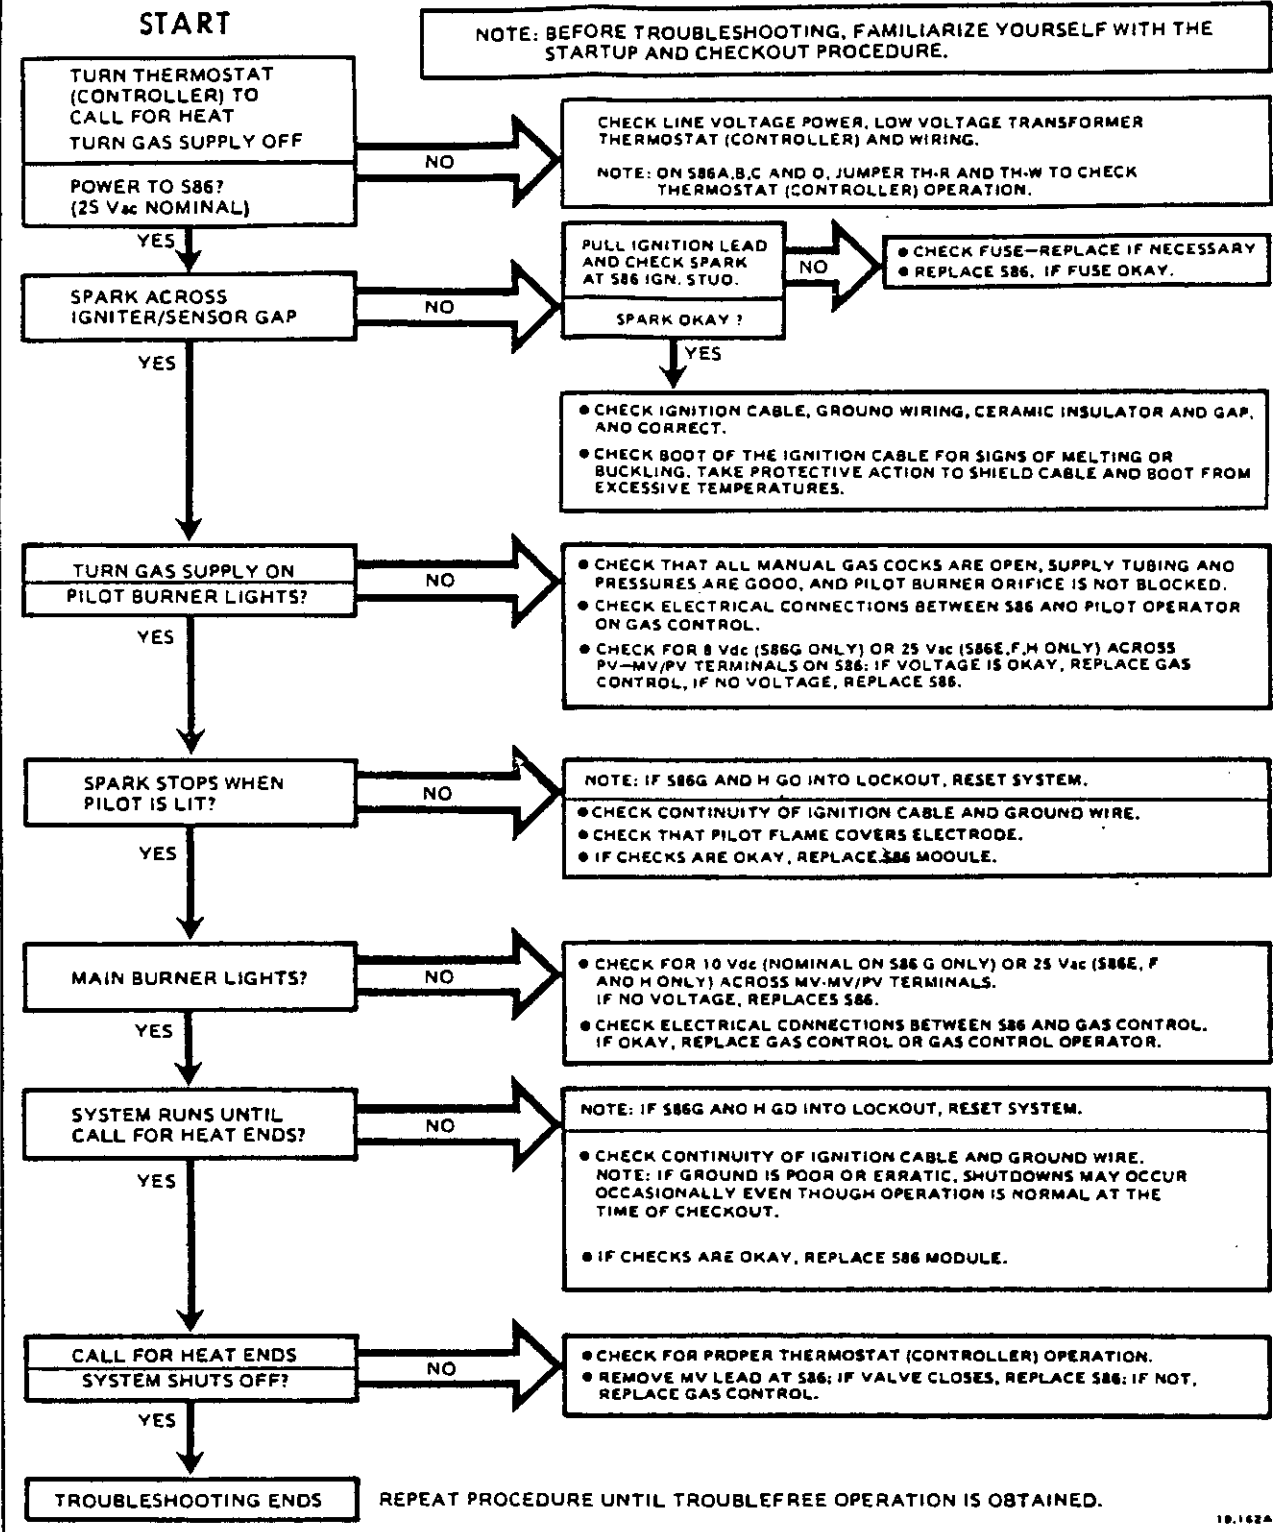 START
NOTE: BEFORE TROUBLESHOOTING, FAMILIARIZE YOURSELF WITH THE
STARTUP AND CHECKOUT PROCEDURE.
TURN THERMOSTAT
(CONTROLLER) TO
CALL FOR HEAT
TURN GAS SUPPLY OFF
POWER TO S86?
(25 Vac NOMINAL)
NO
CHECK LINE VOLTAGE POWER, LOW VOLTAGE TRANSFORMER
THERMOSTAT (CONTROLLER) AND WIRING.
NOTE: ON S86A,B,C AND D, JUMPER TH-R AND TH-W TO CHECK
THERMOSTAT (CONTROLLER) OPERATION.
YES
SPARK ACROSS
IGNITER/SENSOR GAP
NO
PULL IGNITION LEAD
AND CHECK SPARK
AT S86 IGN. STUD.
SPARK OKAY ?
NO
● CHECK FUSE—REPLACE IF NECESSARY
● REPLACE S86, IF FUSE OKAY.
YES
YES
● CHECK IGNITION CABLE, GROUND WIRING, CERAMIC INSULATOR AND GAP,
AND CORRECT.
● CHECK BOOT OF THE IGNITION CABLE FOR SIGNS OF MELTING OR
BUCKLING. TAKE PROTECTIVE ACTION TO SHIELD CABLE AND BOOT FROM
EXCESSIVE TEMPERATURES.
TURN GAS SUPPLY ON
PILOT BURNER LIGHTS?
NO
● CHECK THAT ALL MANUAL GAS COCKS ARE OPEN, SUPPLY TUBING AND
PRESSURES ARE GOOD, AND PILOT BURNER ORIFICE IS NOT BLOCKED.
● CHECK ELECTRICAL CONNECTIONS BETWEEN S86 AND PILOT OPERATOR
ON GAS CONTROL.
● CHECK FOR 8 Vdc (S86G ONLY) OR 25 Vac (S86E,F,H ONLY) ACROSS
PV—MV/PV TERMINALS ON S86: IF VOLTAGE IS OKAY, REPLACE GAS
CONTROL, IF NO VOLTAGE, REPLACE S86.
YES
SPARK STOPS WHEN
PILOT IS LIT?
NO
NOTE: IF S86G AND H GO INTO LOCKOUT, RESET SYSTEM.
● CHECK CONTINUITY OF IGNITION CABLE AND GROUND WIRE.
● CHECK THAT PILOT FLAME COVERS ELECTRODE.
● IF CHECKS ARE OKAY, REPLACE S86 MODULE.
YES
MAIN BURNER LIGHTS?
NO
● CHECK FOR 10 Vdc (NOMINAL ON S86 G ONLY) OR 25 Vac (S86E, F
AND H ONLY) ACROSS MV-MV/PV TERMINALS.
IF NO VOLTAGE, REPLACES S86.
● CHECK ELECTRICAL CONNECTIONS BETWEEN S86 AND GAS CONTROL.
IF OKAY, REPLACE GAS CONTROL OR GAS CONTROL OPERATOR.
YES
SYSTEM RUNS UNTIL
CALL FOR HEAT ENDS?
NO
NOTE: IF S86G AND H GO INTO LOCKOUT, RESET SYSTEM.
● CHECK CONTINUITY OF IGNITION CABLE AND GROUND WIRE.
NOTE: IF GROUND IS POOR OR ERRATIC, SHUTDOWNS MAY OCCUR
OCCASIONALLY EVEN THOUGH OPERATION IS NORMAL AT THE
TIME OF CHECKOUT.
● IF CHECKS ARE OKAY, REPLACE S86 MODULE.
YES
CALL FOR HEAT ENDS
SYSTEM SHUTS OFF?
NO
● CHECK FOR PROPER THERMOSTAT (CONTROLLER) OPERATION.
● REMOVE MV LEAD AT S86; IF VALVE CLOSES, REPLACE S86; IF NOT,
REPLACE GAS CONTROL.
YES
TROUBLESHOOTING ENDS
REPEAT PROCEDURE UNTIL TROUBLEFREE OPERATION IS OBTAINED.
10.162A